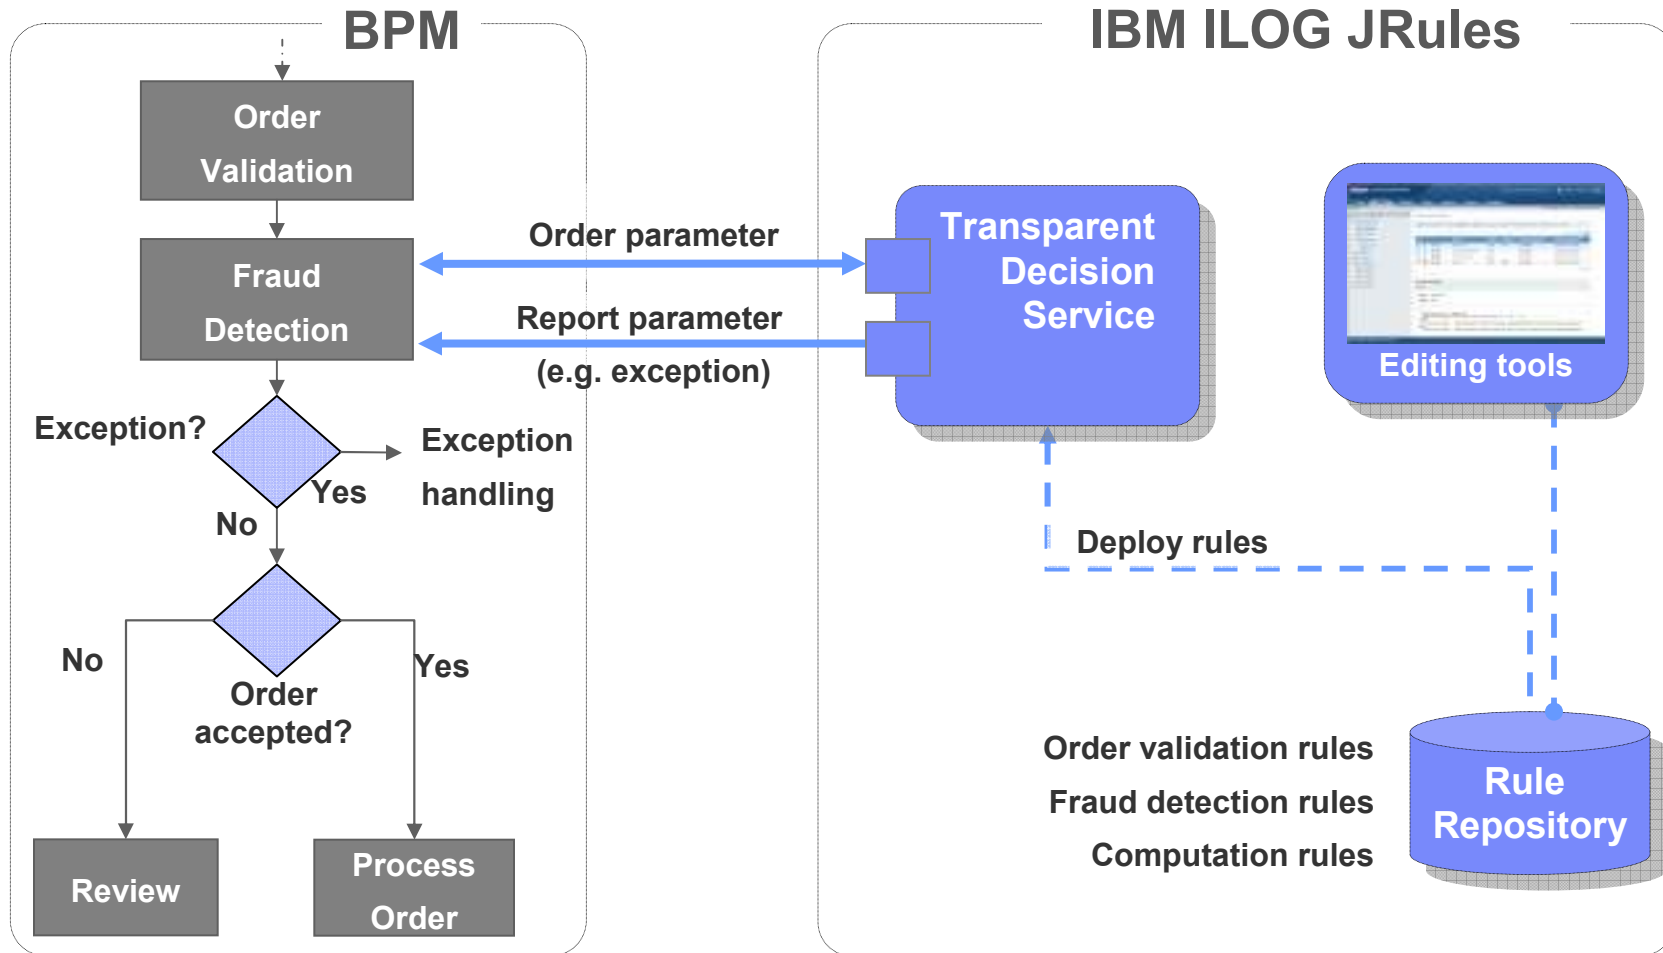 BPM
Order
Validation
Fraud
Detection
Exception?
Yes
Exception
handling
No
No
Yes
Order
accepted?
Review
Process
Order
Order parameter
Report parameter
(e.g. exception)
IBM ILOG JRules
Transparent
Decision
Service
Editing tools
Deploy rules
Order validation rules
Fraud detection rules
Computation rules
Rule
Repository